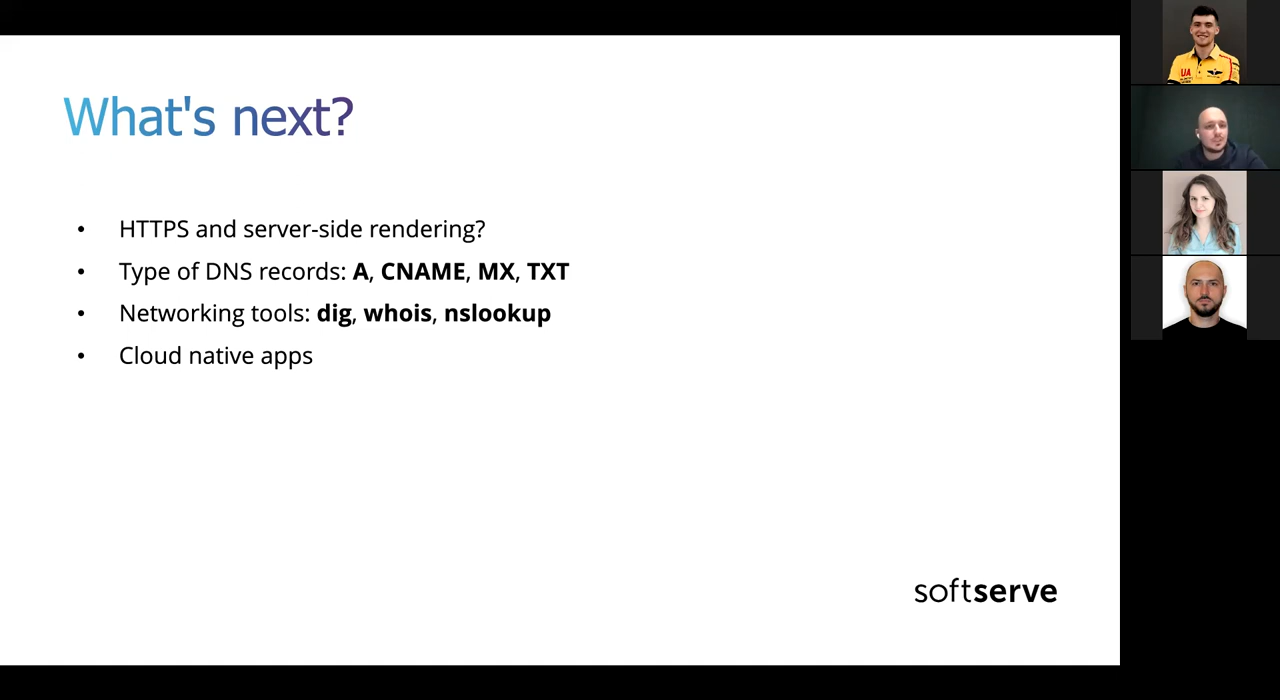 What's next?
• HTTPS and server-side rendering?
• Type of DNS records: A, CNAME, MX, TXT
• Networking tools: dig, whois, nslookup
• Cloud native apps
softserve
UA